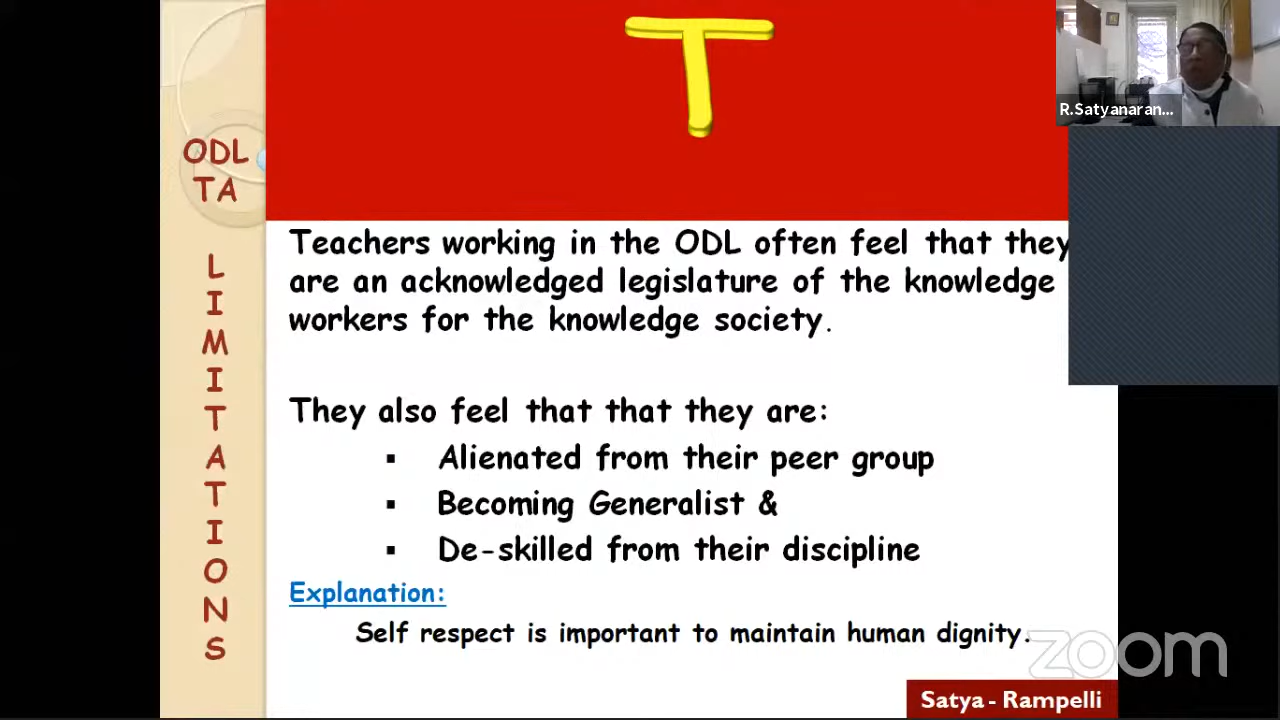 T
R.Satyanaran...
ODL
TA
L
I
M
I
T
A
T
I
O
N
S
Teachers working in the ODL often feel that they
are an acknowledged legislature of the knowledge
workers for the knowledge society.
They also feel that that they are:
▪ Alienated from their peer group
▪ Becoming Generalist &
▪ De-skilled from their discipline
Explanation:
Self respect is important to maintain human dignity.
zoom
Satya - Rampelli